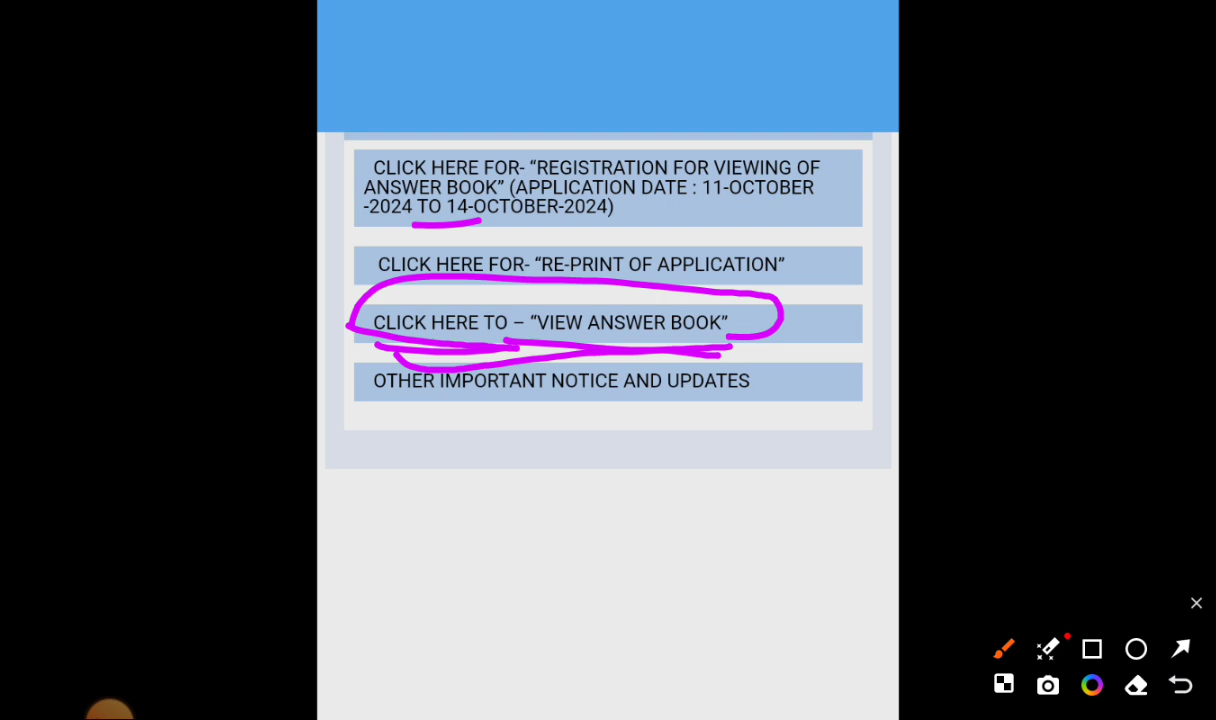 CLICK HERE FOR- “REGISTRATION FOR VIEWING OF
ANSWER BOOK” (APPLICATION DATE : 11-OCTOBER
-2024 TO 14-OCTOBER-2024)
CLICK HERE FOR- “RE-PRINT OF APPLICATION”
CLICK HERE TO – “VIEW ANSWER BOOK”
OTHER IMPORTANT NOTICE AND UPDATES